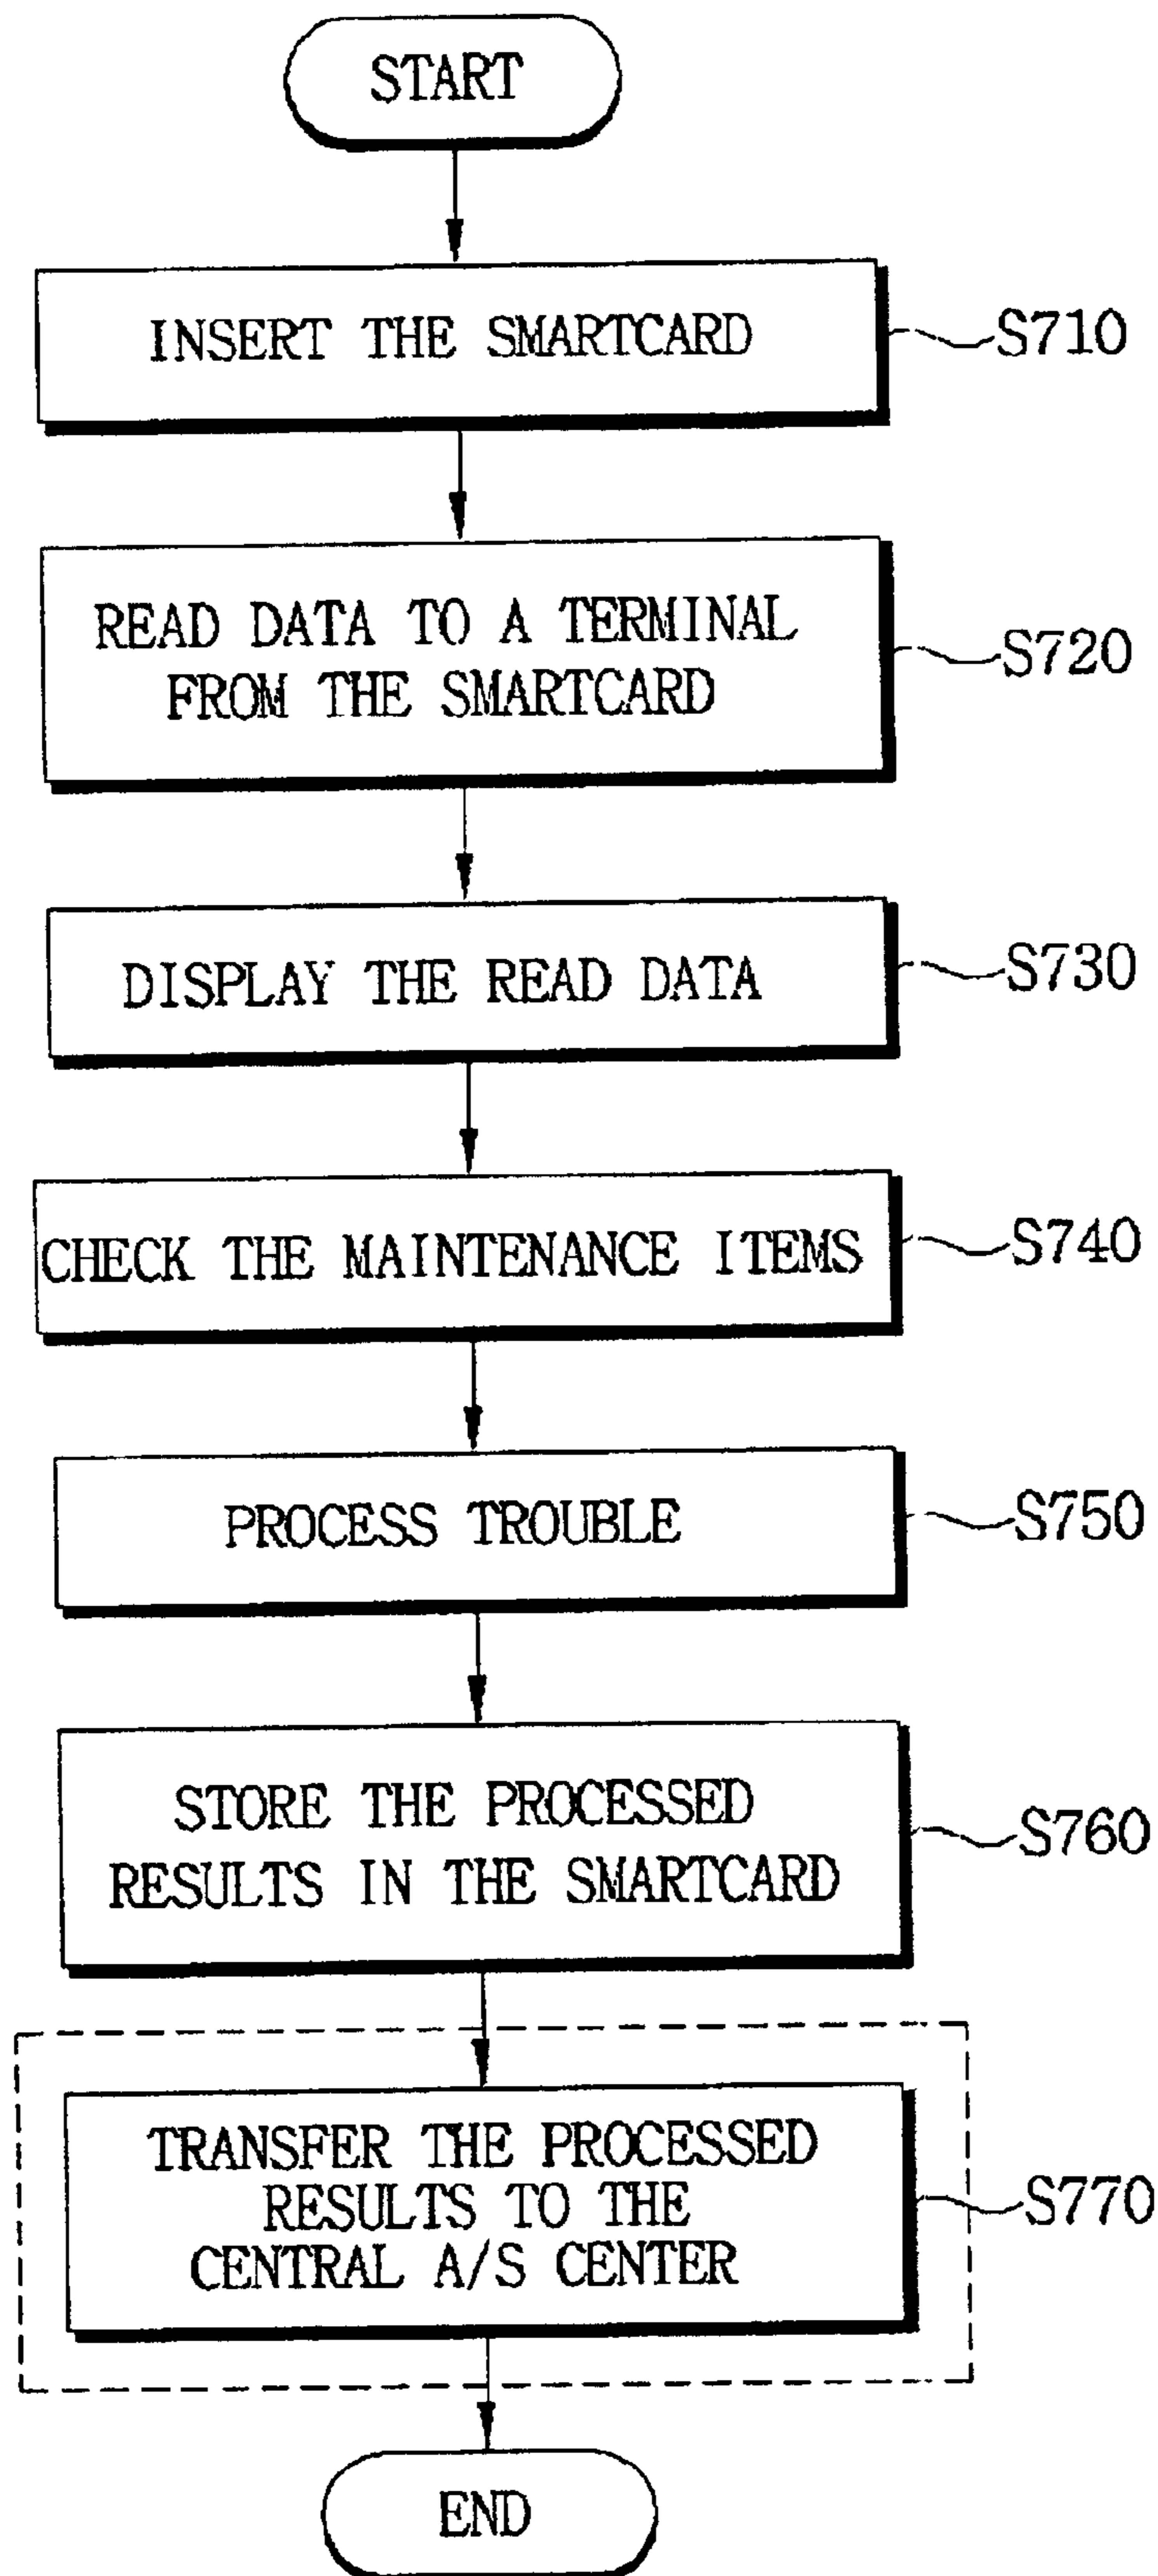 START
INSERT THE SMARTCARD
S710
READ DATA TO A TERMINAL
FROM THE SMARTCARD
S720
DISPLAY THE READ DATA
S730
CHECK THE MAINTENANCE ITEMS
S740
PROCESS TROUBLE
S750
STORE THE PROCESSED
RESULTS IN THE SMARTCARD
S760
TRANSFER THE PROCESSED
RESULTS TO THE
CENTRAL A/S CENTER
S770
END